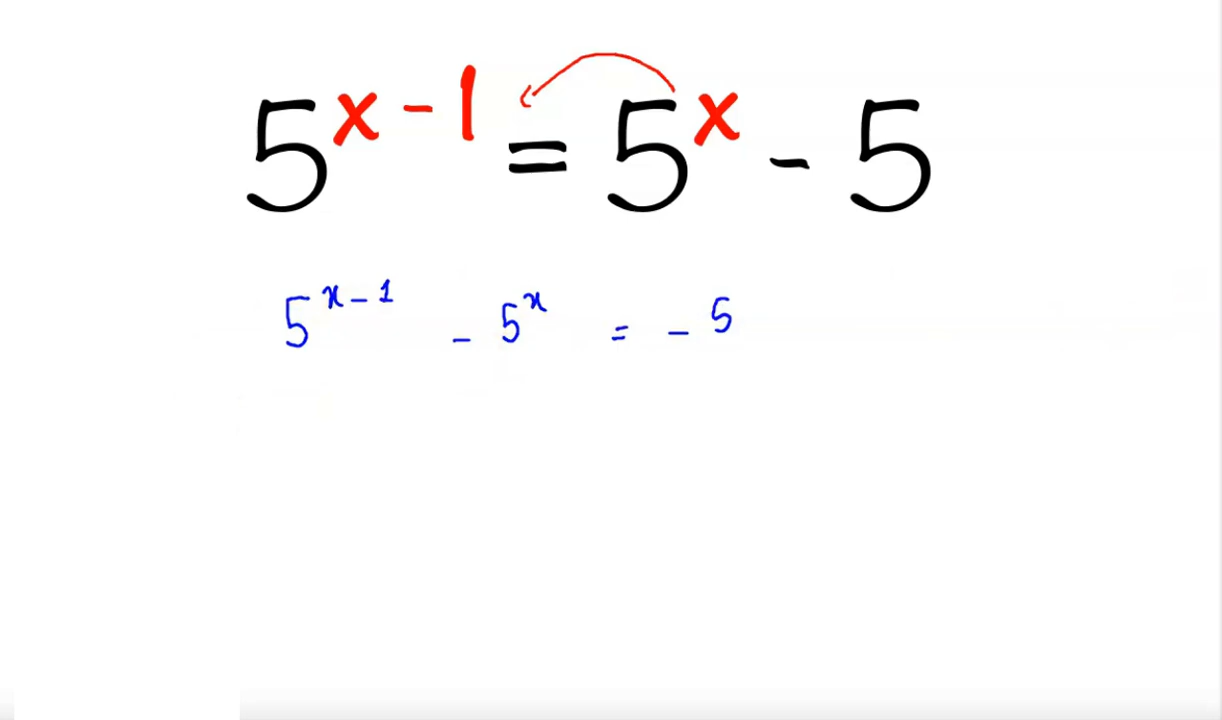 5^{x - 1} = 5^{x} - 5
5^{x - 1} - 5^{x} = - 5